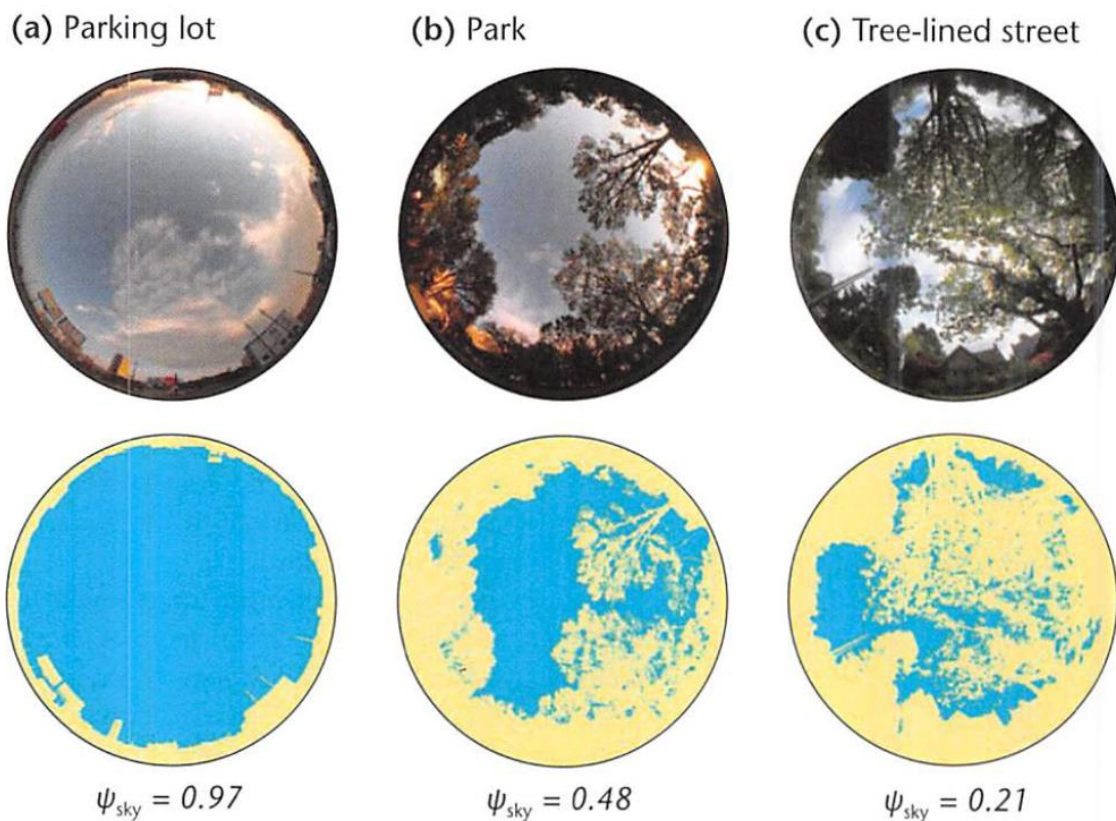 (a) Parking lot
(b) Park
(c) Tree-lined street
ψsky = 0.97
ψsky = 0.48
ψsky = 0.21